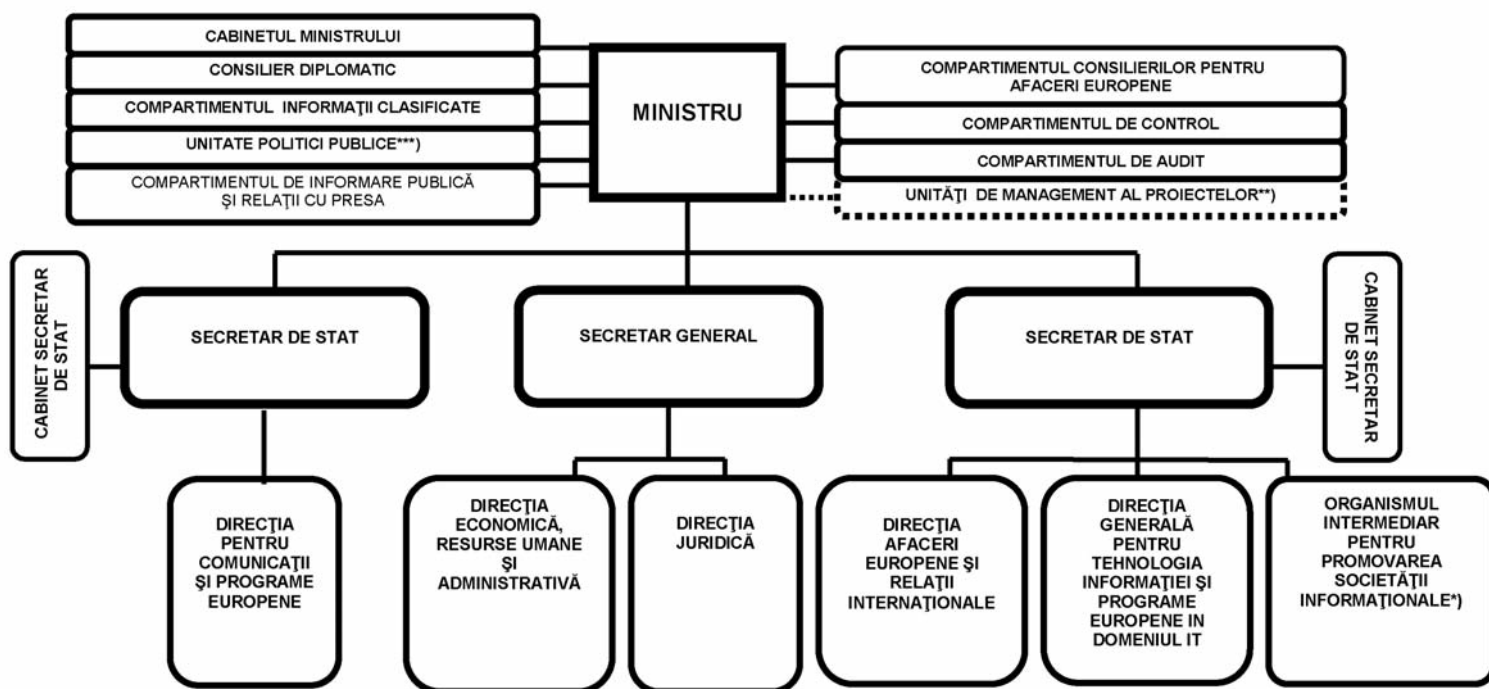 CABINETUL MINISTRULUI
CONSILIER DIPLOMATIC
COMPARTIMENTUL INFORMAŢII CLASIFICATE
UNITATE POLITICI PUBLICE***)
COMPARTIMENTUL DE INFORMARE PUBLICĂ
ŞI RELAŢII CU PRESA
MINISTRU
COMPARTIMENTUL CONSILIERILOR PENTRU
AFACERI EUROPENE
COMPARTIMENTUL DE CONTROL
COMPARTIMENTUL DE AUDIT
UNITĂŢI DE MANAGEMENT AL PROIECTELOR**)
CABINET SECRETAR
DE STAT
SECRETAR DE STAT
SECRETAR GENERAL
SECRETAR DE STAT
CABINET SECRETAR
DE STAT
DIRECŢIA
PENTRU
COMUNICAŢII
ŞI PROGRAME
EUROPENE
DIRECŢIA
ECONOMICĂ,
RESURSE UMANE
ŞI
ADMINISTRATIVĂ
DIRECŢIA
JURIDICĂ
DIRECŢIA
AFACERI
EUROPENE ŞI
RELAŢII
INTERNAŢIONALE
DIRECŢIA
GENERALĂ
PENTRU
TEHNOLOGIA
INFORMAŢIEI ŞI
PROGRAME
EUROPENE IN
DOMENIUL IT
ORGANISMUL
INTERMEDIAR
PENTRU
PROMOVAREA
SOCIETĂŢII
INFORMAŢIONALE*)